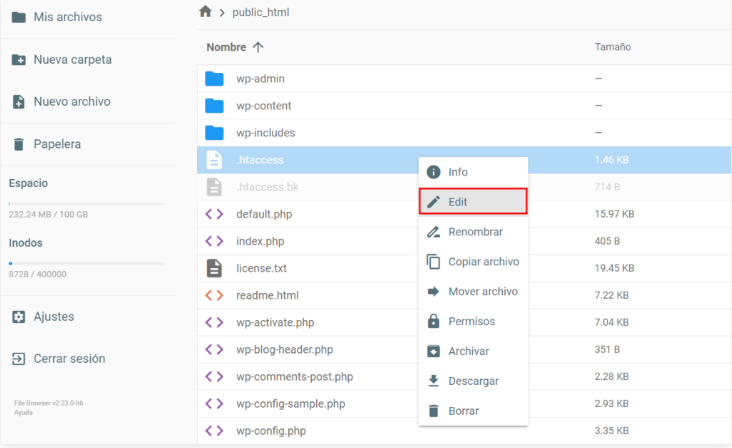 Mis archivos
Nueva carpeta
Nuevo archivo
Papelera
Espacio
232.24 MB / 100 GB
Inodos
8728 / 400000
Ajustes
Cerrar sesión
File Browser v2.23.0-h6
Ayuda
public_html
Nombre Tamaño
wp-admin –
wp-content –
wp-includes –
.htaccess 1.46 KB
.htaccess.bk 714 B
default.php 15.97 KB
index.php 405 B
license.txt 19.45 KB
readme.html 7.22 KB
wp-activate.php 7.04 KB
wp-blog-header.php 351 B
wp-comments-post.php 2.28 KB
wp-config-sample.php 2.93 KB
wp-config.php 3.35 KB
Info
Edit
Renombrar
Copiar archivo
Mover archivo
Permisos
Archivar
Descargar
Borrar